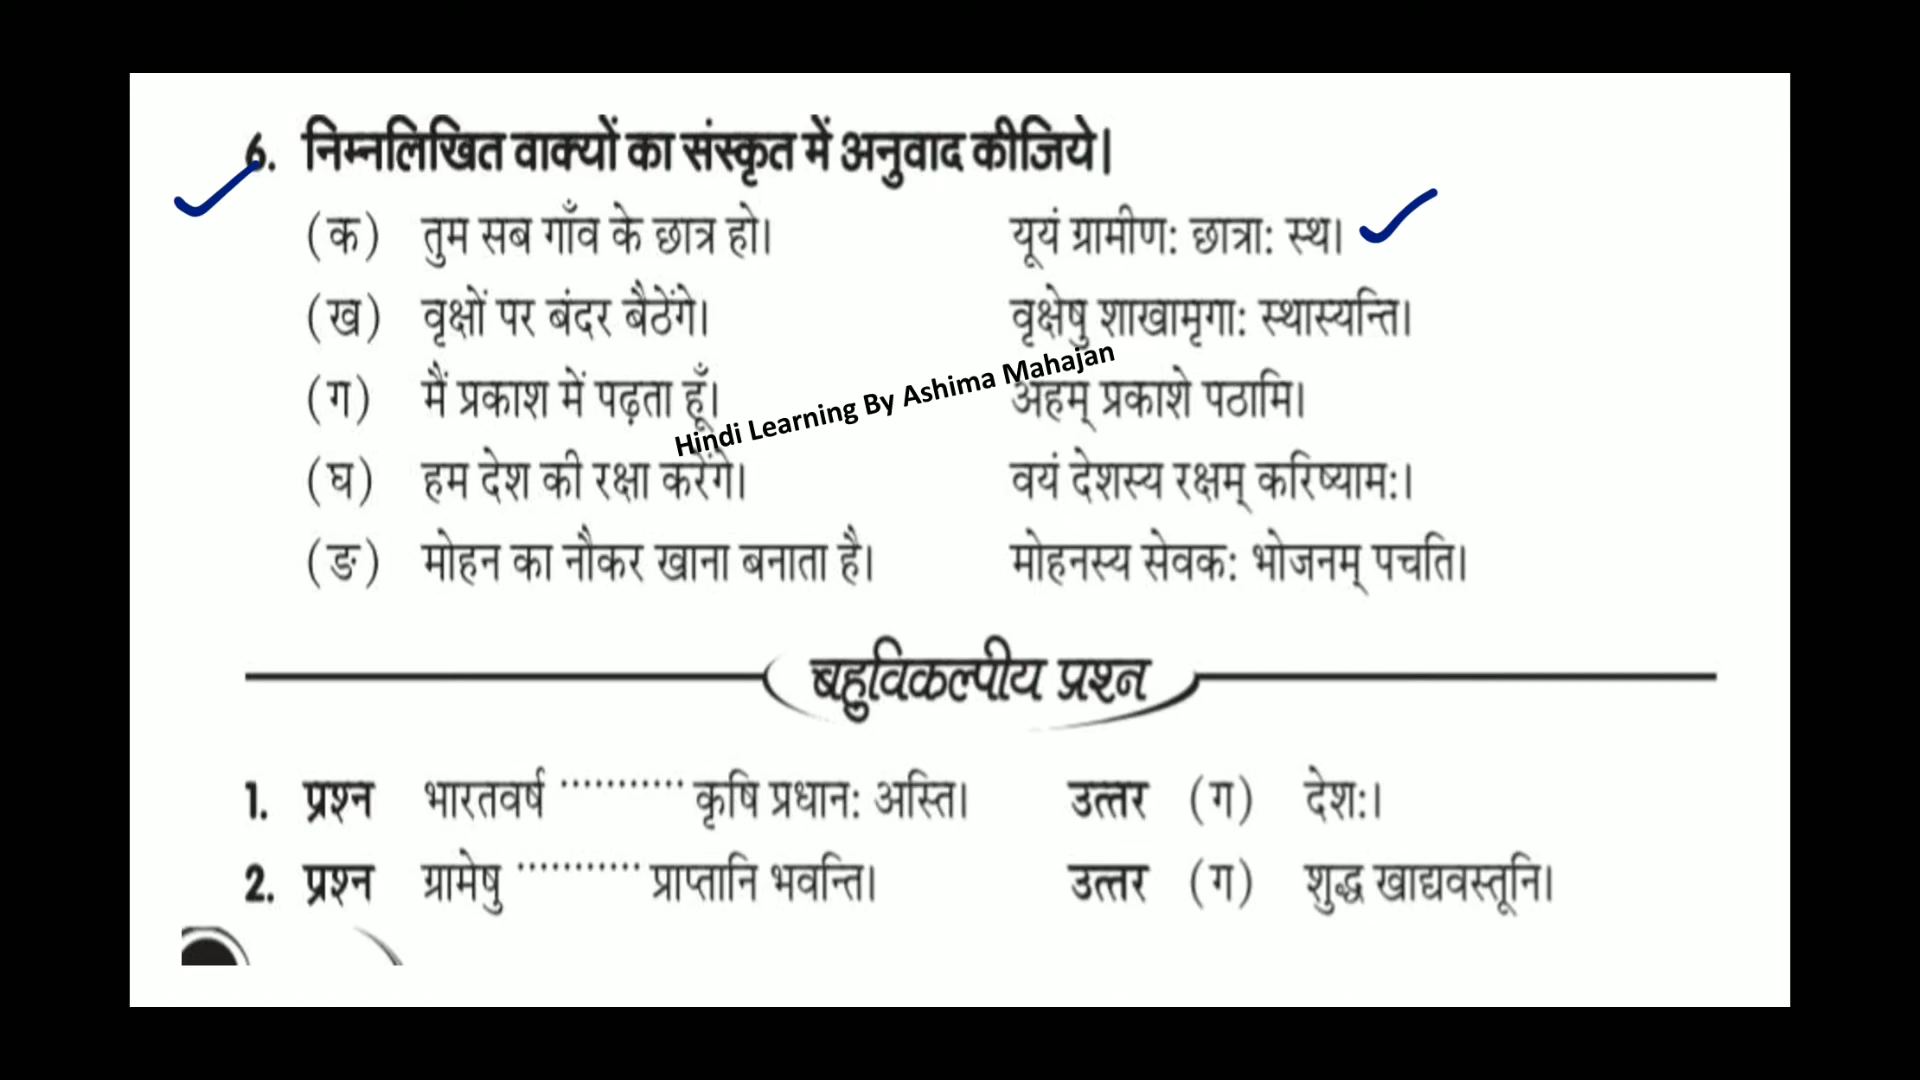 6. निम्नलिखित वाक्यों का संस्कृत में अनुवाद कीजिये।
(क) तुम सब गाँव के छात्र हो। यूयं ग्रामीण: छात्रा: स्थ।
(ख) वृक्षों पर बंदर बैठेंगे। वृक्षेषु शाखामृगा: स्थास्यन्ति।
(ग) मैं प्रकाश में पढ़ता हूँ। अहम् प्रकाशे पठामि।
Hindi Learning By Ashima Mahajan
(घ) हम देश की रक्षा करेंगे। वयं देशस्य रक्षम् करिष्याम:।
(ङ) मोहन का नौकर खाना बनाता है। मोहनस्य सेवक: भोजनम् पचति।
बहुविकल्पीय प्रश्न
1. प्रश्न भारतवर्ष ··········· कृषि प्रधान: अस्ति। उत्तर (ग) देश:।
2. प्रश्न ग्रामेषु ··········· प्राप्तानि भवन्ति। उत्तर (ग) शुद्ध खाद्यवस्तूनि।